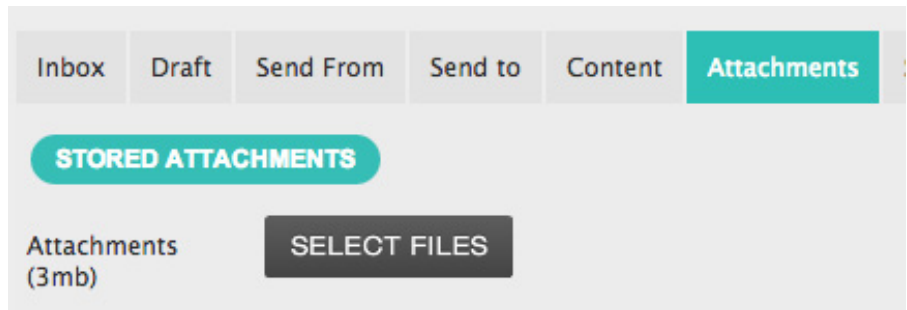 Inbox Draft Send From Send to Content Attachments
STORED ATTACHMENTS
Attachments SELECT FILES
(3mb)